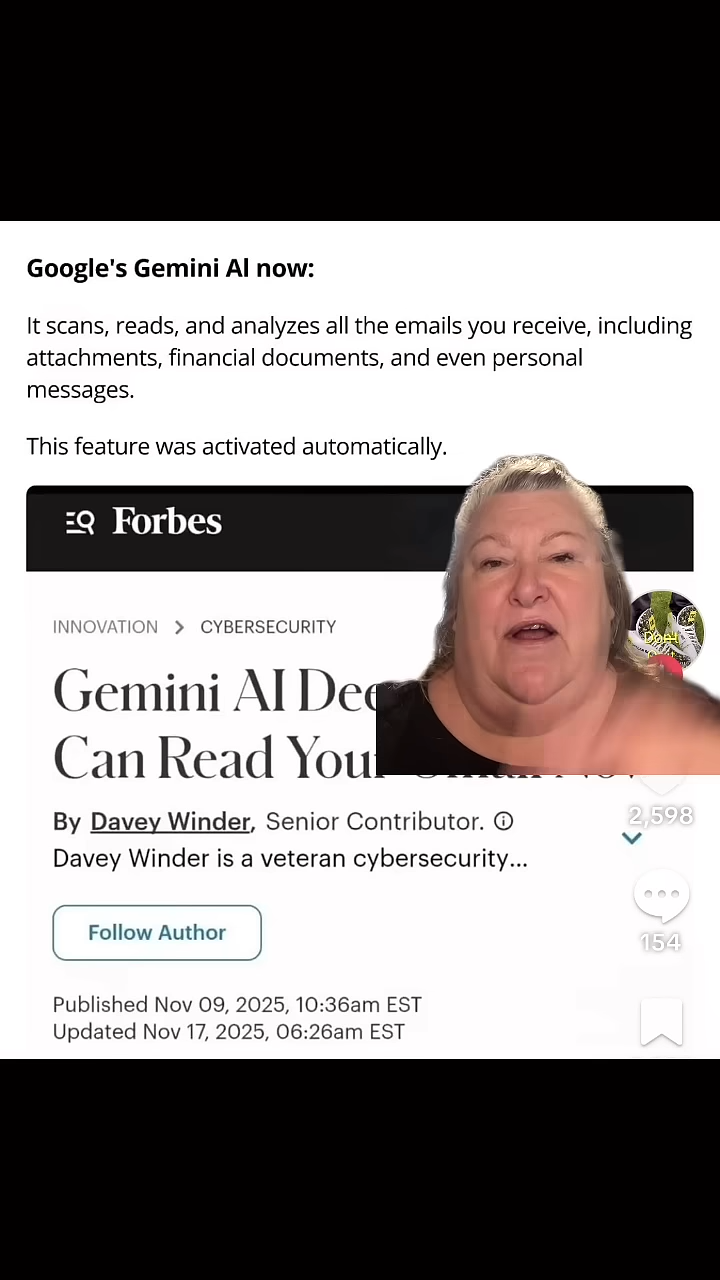 Google's Gemini AI now:
It scans, reads, and analyzes all the emails you receive, including
attachments, financial documents, and even personal
messages.
This feature was activated automatically.
Forbes
INNOVATION > CYBERSECURITY
Gemini AI
Can Read Your
By Davey Winder, Senior Contributor.
Davey Winder is a veteran cybersecurity...
Follow Author
Published Nov 09, 2025, 10:36am EST
Updated Nov 17, 2025, 06:26am EST
2,598
154